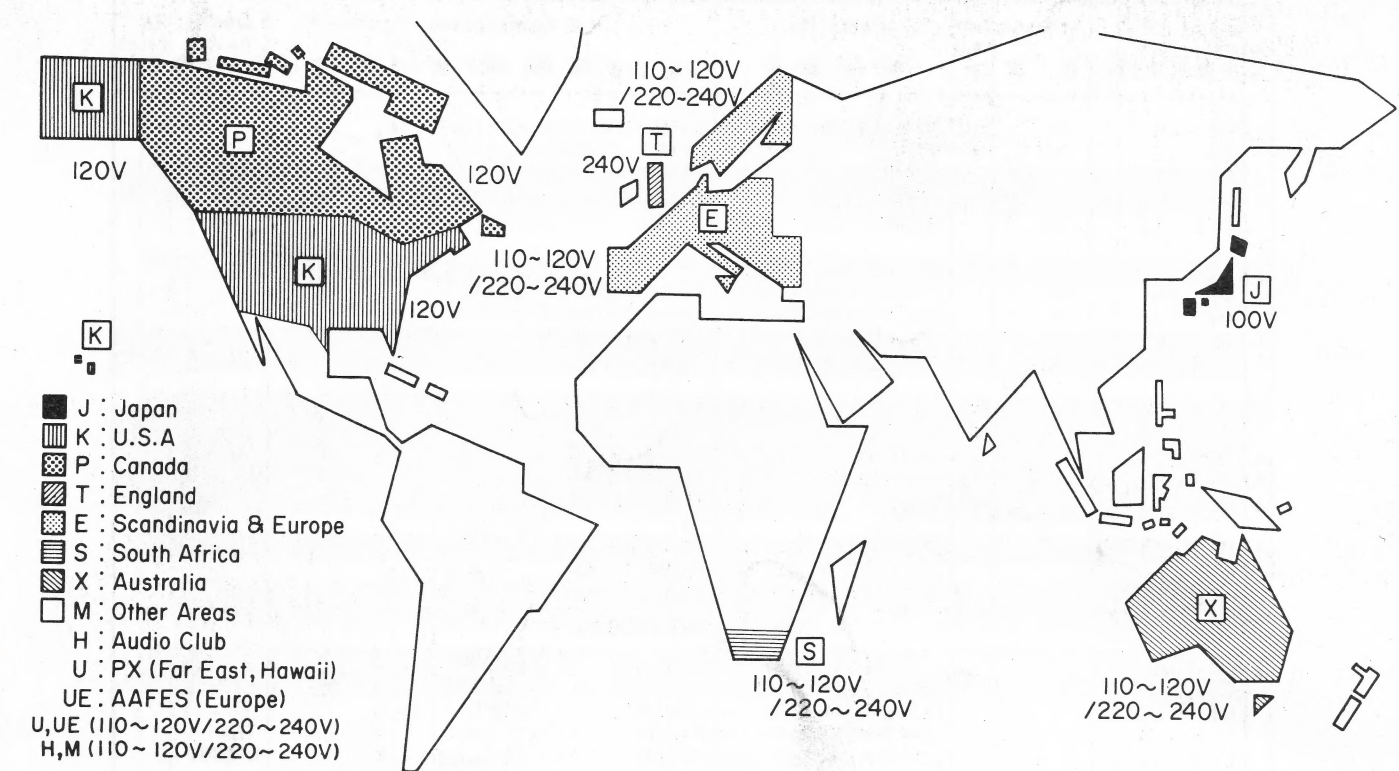 K
120V
P
120V
K
120V
K
110~120V
/220~240V
T
240V
E
110~120V
/220~240V
J
100V
S
110~120V
/220~240V
X
110~120V
/220~240V
J : Japan
K : U.S.A
P : Canada
T : England
E : Scandinavia & Europe
S : South Africa
X : Australia
M : Other Areas
H : Audio Club
U : PX (Far East, Hawaii)
UE : AAFES (Europe)
U,UE (110~120V/220~240V)
H,M (110~120V/220~240V)